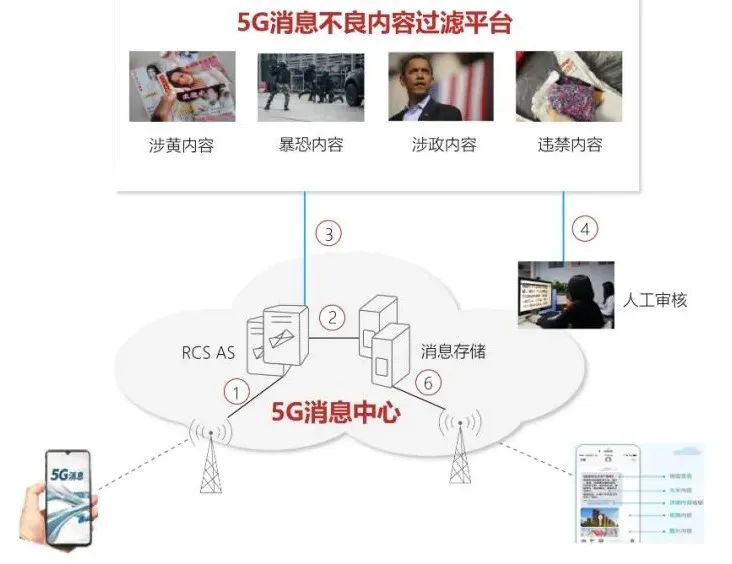 5G消息不良内容过滤平台
涉黄内容
暴恐内容
涉政内容
违禁内容
③
④
人工审核
②
RCS AS
消息存储
①
⑥
5G消息中心
5G消息